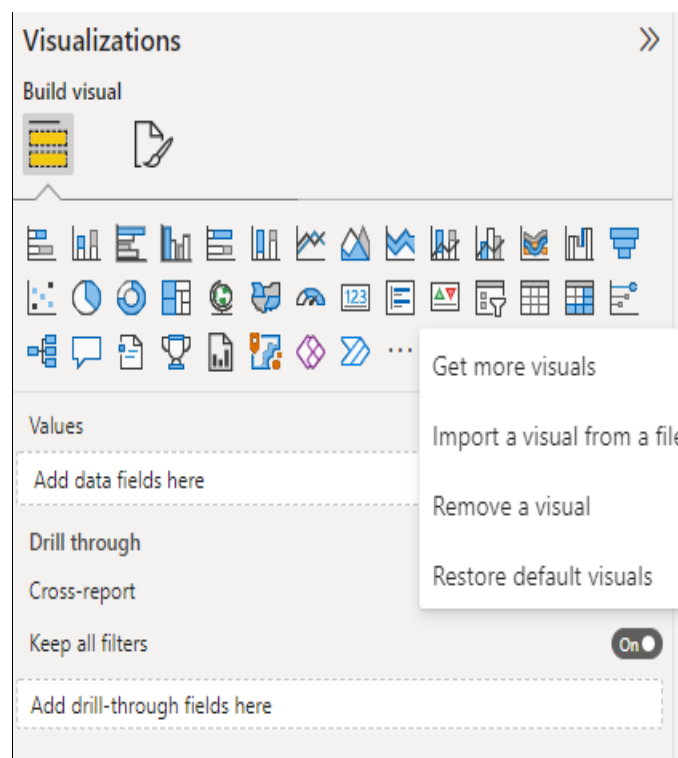 Visualizations
Build visual
123
Get more visuals
Values
Import a visual from a file
Add data fields here
Remove a visual
Drill through
Restore default visuals
Cross-report
Keep all filters
On
Add drill-through fields here